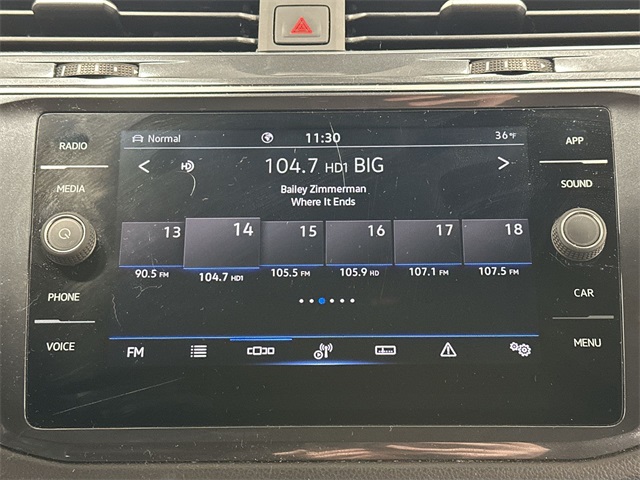 Normal 11:30 36°F
RADIO
MEDIA
PHONE
VOICE
APP
SOUND
CAR
MENU
< HD 104.7 HD1 BIG >
Bailey Zimmerman
Where It Ends
13 14 15 16 17 18
90.5 FM 104.7 HD1 105.5 FM 105.9 HD 107.1 FM 107.5 FM
FM